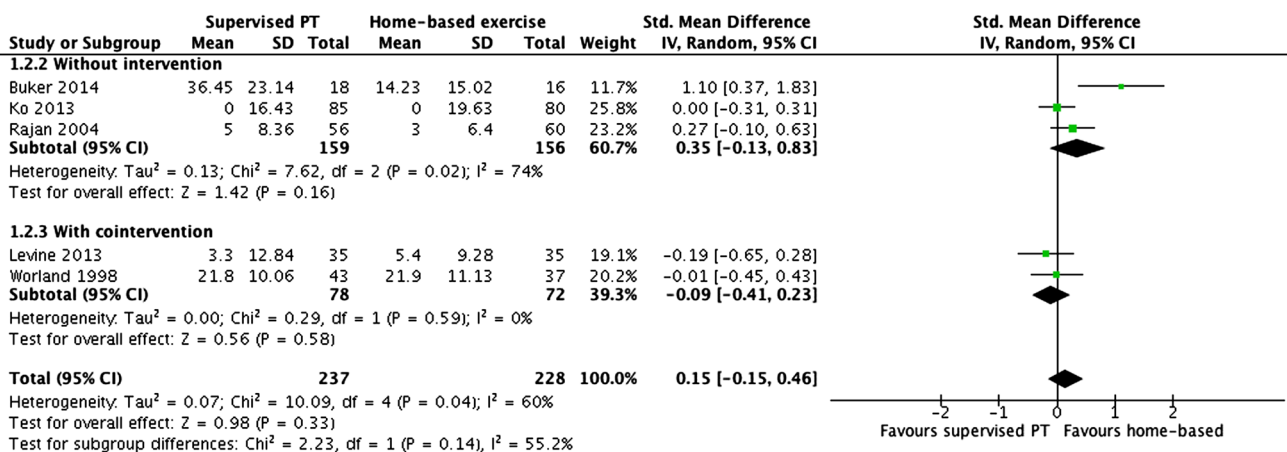 Supervised PT Home-based exercise Std. Mean Difference Std. Mean Difference
Study or Subgroup Mean SD Total Mean SD Total Weight IV, Random, 95% CI IV, Random, 95% CI
1.2.2 Without intervention
Buker 2014 36.45 23.14 18 14.23 15.02 16 11.7% 1.10 [0.37, 1.83]
Ko 2013 0 16.43 85 0 19.63 80 25.8% 0.00 [-0.31, 0.31]
Rajan 2004 5 8.36 56 3 6.4 60 23.2% 0.27 [-0.10, 0.63]
Subtotal (95% CI) 159 156 60.7% 0.35 [-0.13, 0.83]
Heterogeneity: Tau² = 0.13; Chi² = 7.62, df = 2 (P = 0.02); I² = 74%
Test for overall effect: Z = 1.42 (P = 0.16)
1.2.3 With cointervention
Levine 2013 3.3 12.84 35 5.4 9.28 35 19.1% -0.19 [-0.65, 0.28]
Worland 1998 21.8 10.06 43 21.9 11.13 37 20.2% -0.01 [-0.45, 0.43]
Subtotal (95% CI) 78 72 39.3% -0.09 [-0.41, 0.23]
Heterogeneity: Tau² = 0.00; Chi² = 0.29, df = 1 (P = 0.59); I² = 0%
Test for overall effect: Z = 0.56 (P = 0.58)
Total (95% CI) 237 228 100.0% 0.15 [-0.15, 0.46]
Heterogeneity: Tau² = 0.07; Chi² = 10.09, df = 4 (P = 0.04); I² = 60%
Test for overall effect: Z = 0.98 (P = 0.33)
Test for subgroup differences: Chi² = 2.23, df = 1 (P = 0.14), I² = 55.2%
-2 -1 0 1 2
Favours supervised PT Favours home-based